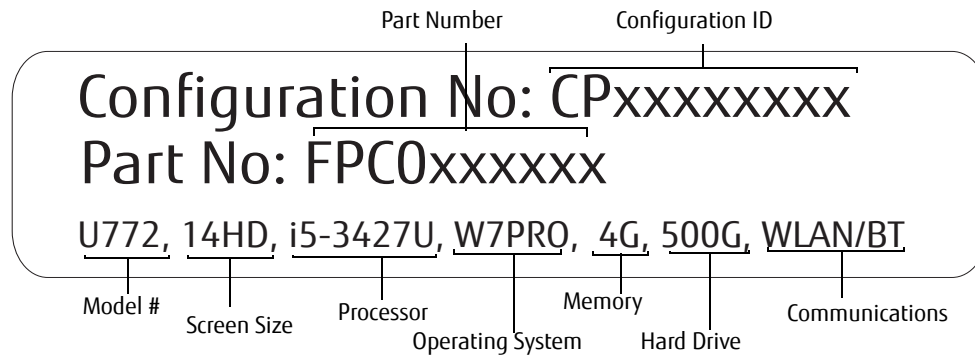 Part Number
Configuration ID
Configuration No: CPxxxxxxxx
Part No: FPC0xxxxxx
U772, 14HD, i5-3427U, W7PRO, 4G, 500G, WLAN/BT
Model #
Screen Size
Processor
Operating System
Memory
Hard Drive
Communications